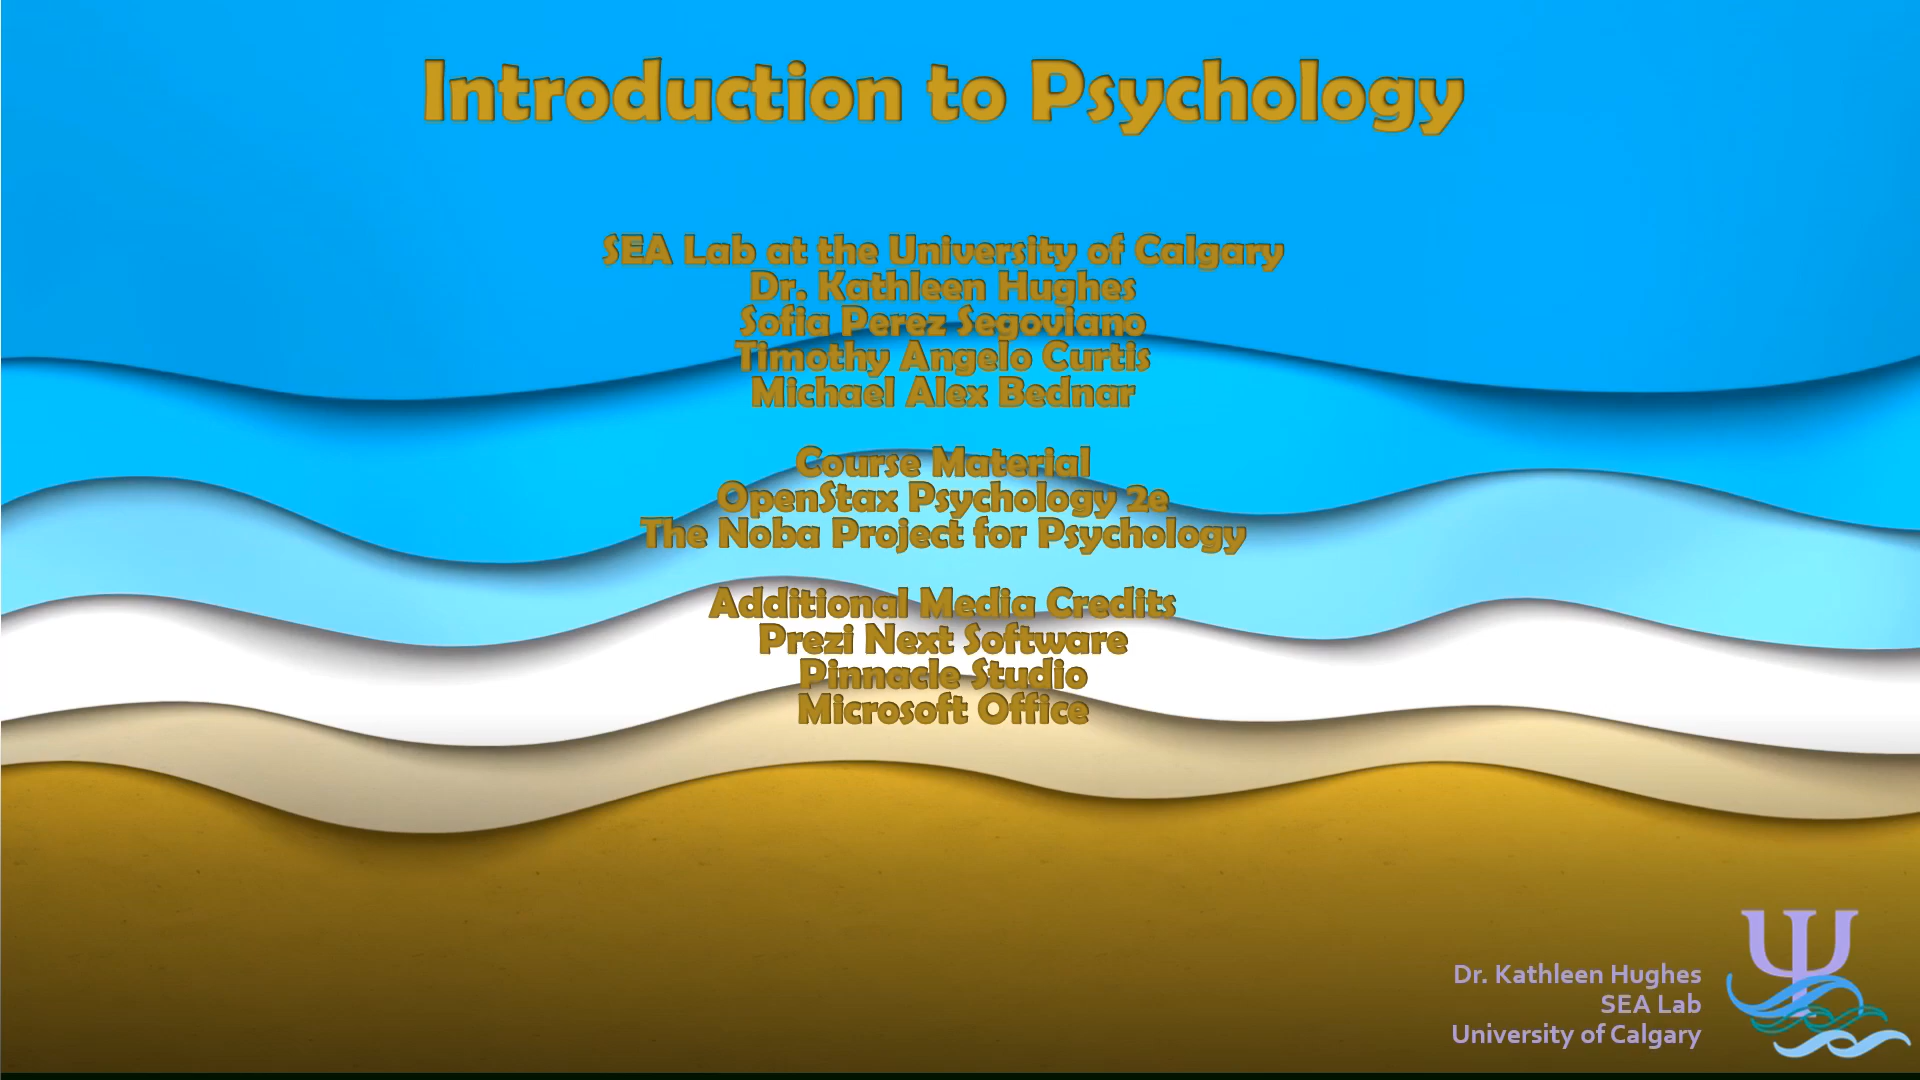 Introduction to Psychology
SEA Lab at the University of Calgary
Dr. Kathleen Hughes
Sofia Perez Segoviano
Timothy Angelo Curtis
Michael Alex Bednar
Course Material
OpenStax Psychology 2e
The Noba Project for Psychology
Additional Media Credits
Prezi Next Software
Pinnacle Studio
Microsoft Office
Dr. Kathleen Hughes
SEA Lab
University of Calgary